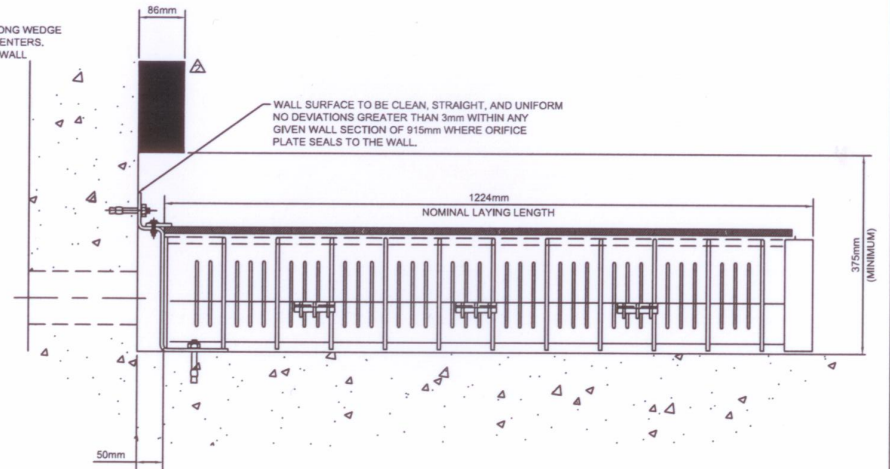 86mm
ONG WEDGE
ENTERS,
WALL
2
WALL SURFACE TO BE CLEAN, STRAIGHT, AND UNIFORM
NO DEVIATIONS GREATER THAN 3mm WITHIN ANY
GIVEN WALL SECTION OF 915mm WHERE ORIFICE
PLATE SEALS TO THE WALL.
1224mm
NOMINAL LAYING LENGTH
375mm
(MINIMUM)
50mm